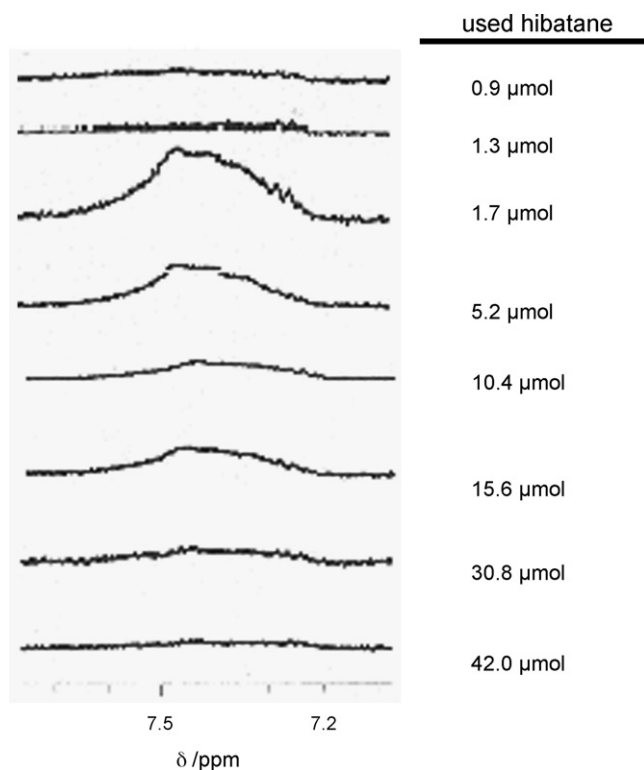 used hibatane
0.9 µmol
1.3 µmol
1.7 µmol
5.2 µmol
10.4 µmol
15.6 µmol
30.8 µmol
42.0 µmol
7.5 7.2
δ /ppm